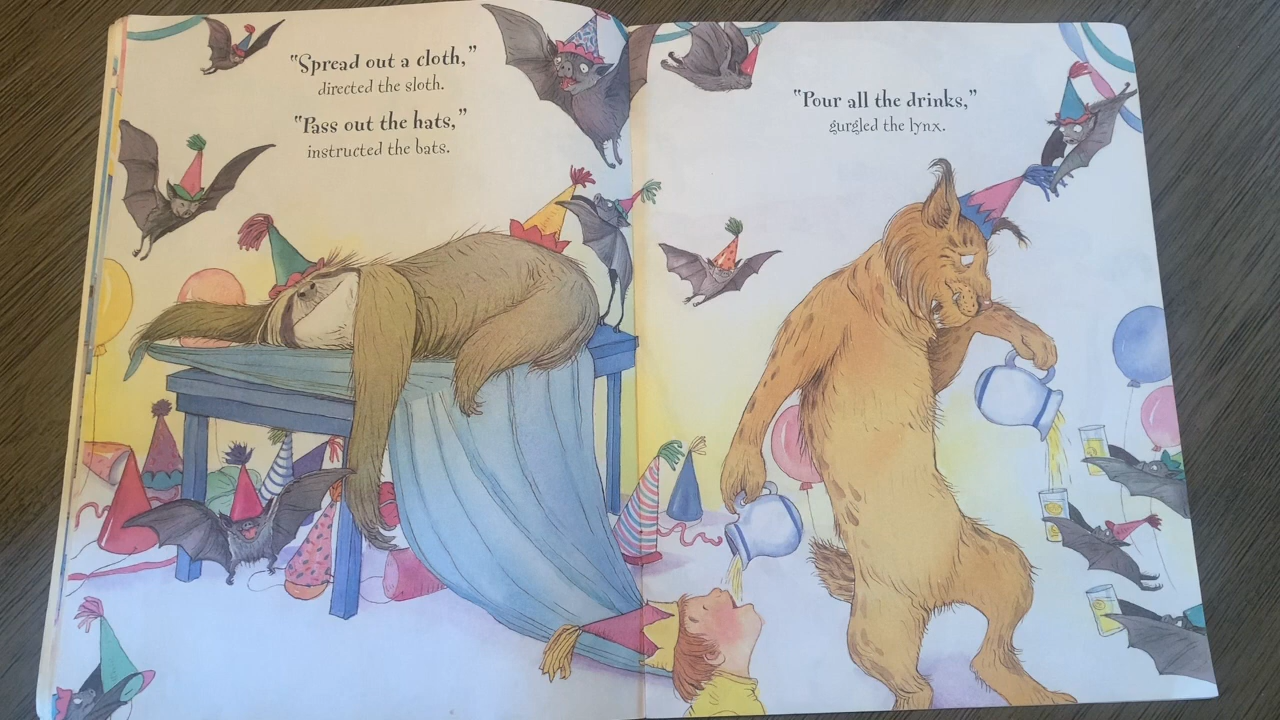 “Spread out a cloth,”
directed the sloth.
“Pass out the hats,”
instructed the bats.
“Pour all the drinks,”
gurgled the lynx.